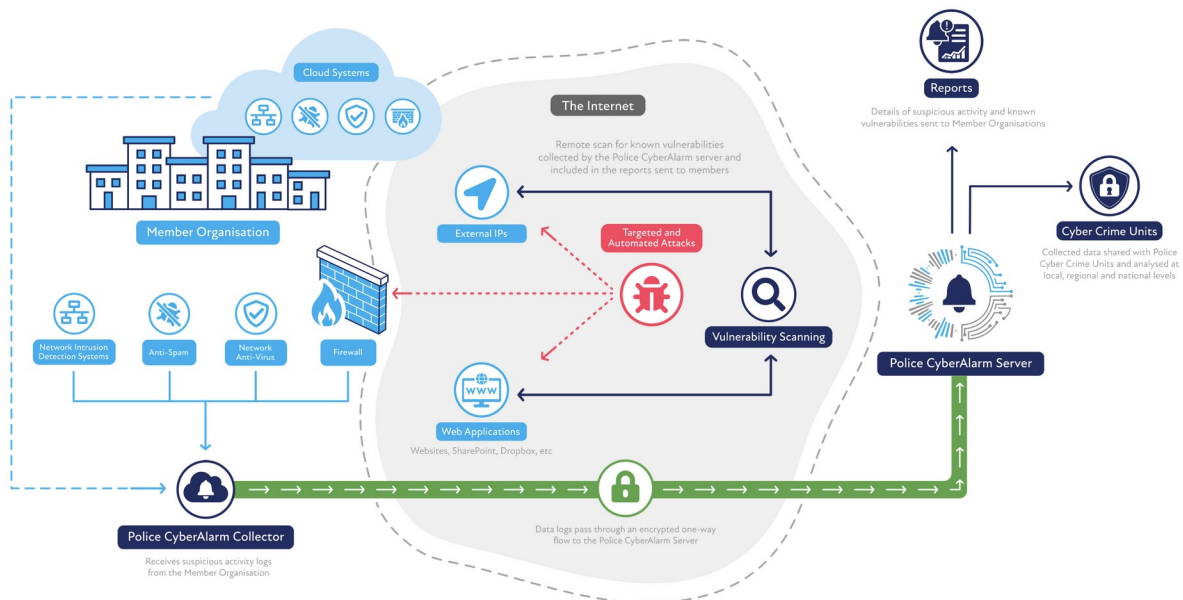 Cloud Systems
Member Organisation
Network Intrusion
Detection Systems
Anti-Spam
Network
Anti-Virus
Firewall
Police CyberAlarm Collector
Receives suspicious activity logs
from the Member Organisation
The Internet
Remote scan for known vulnerabilities
collected by the Police CyberAlarm server and
included in the reports sent to members
External IPs
Targeted and
Automated Attacks
Vulnerability Scanning
WWW
Web Applications
Websites, SharePoint, Dropbox, etc
Data logs pass through an encrypted one-way
flow to the Police CyberAlarm Server
Reports
Details of suspicious activity and known
vulnerabilities sent to Member Organisations
Cyber Crime Units
Collected data shared with Police
Cyber Crime Units and analysed at
local, regional and national levels
Police CyberAlarm Server